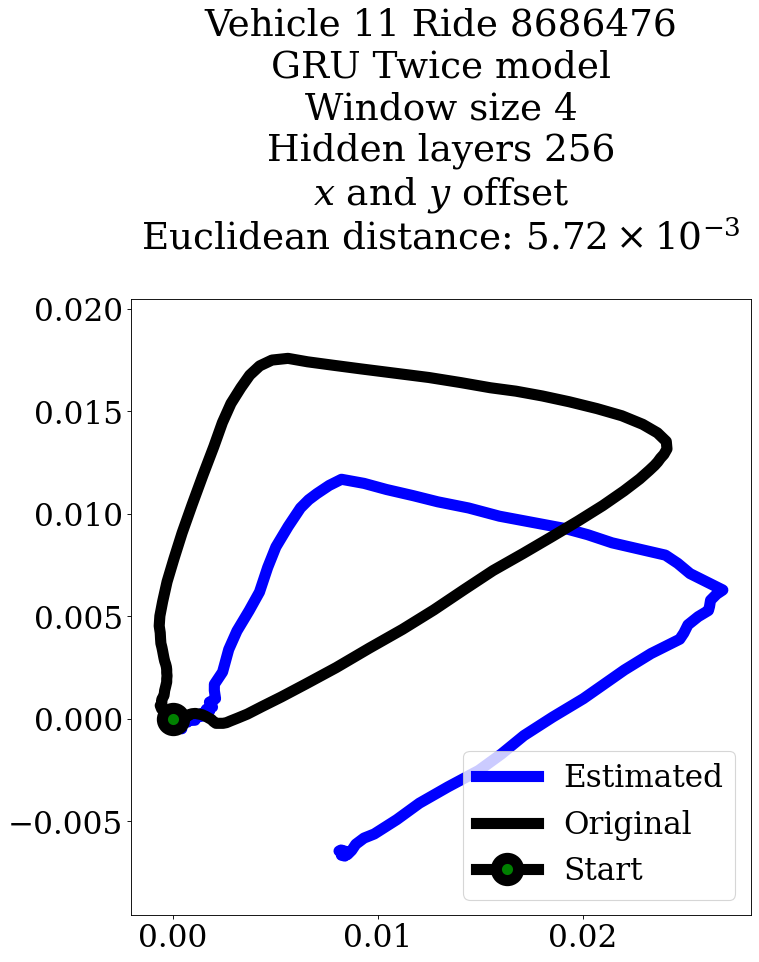 Vehicle 11 Ride 8686476
GRU Twice model
Window size 4
Hidden layers 256
x and y offset
Euclidean distance: 5.72 × 10⁻³
0.020
0.015
0.010
0.005
0.000
−0.005
Estimated
Original
Start
0.00 0.01 0.02